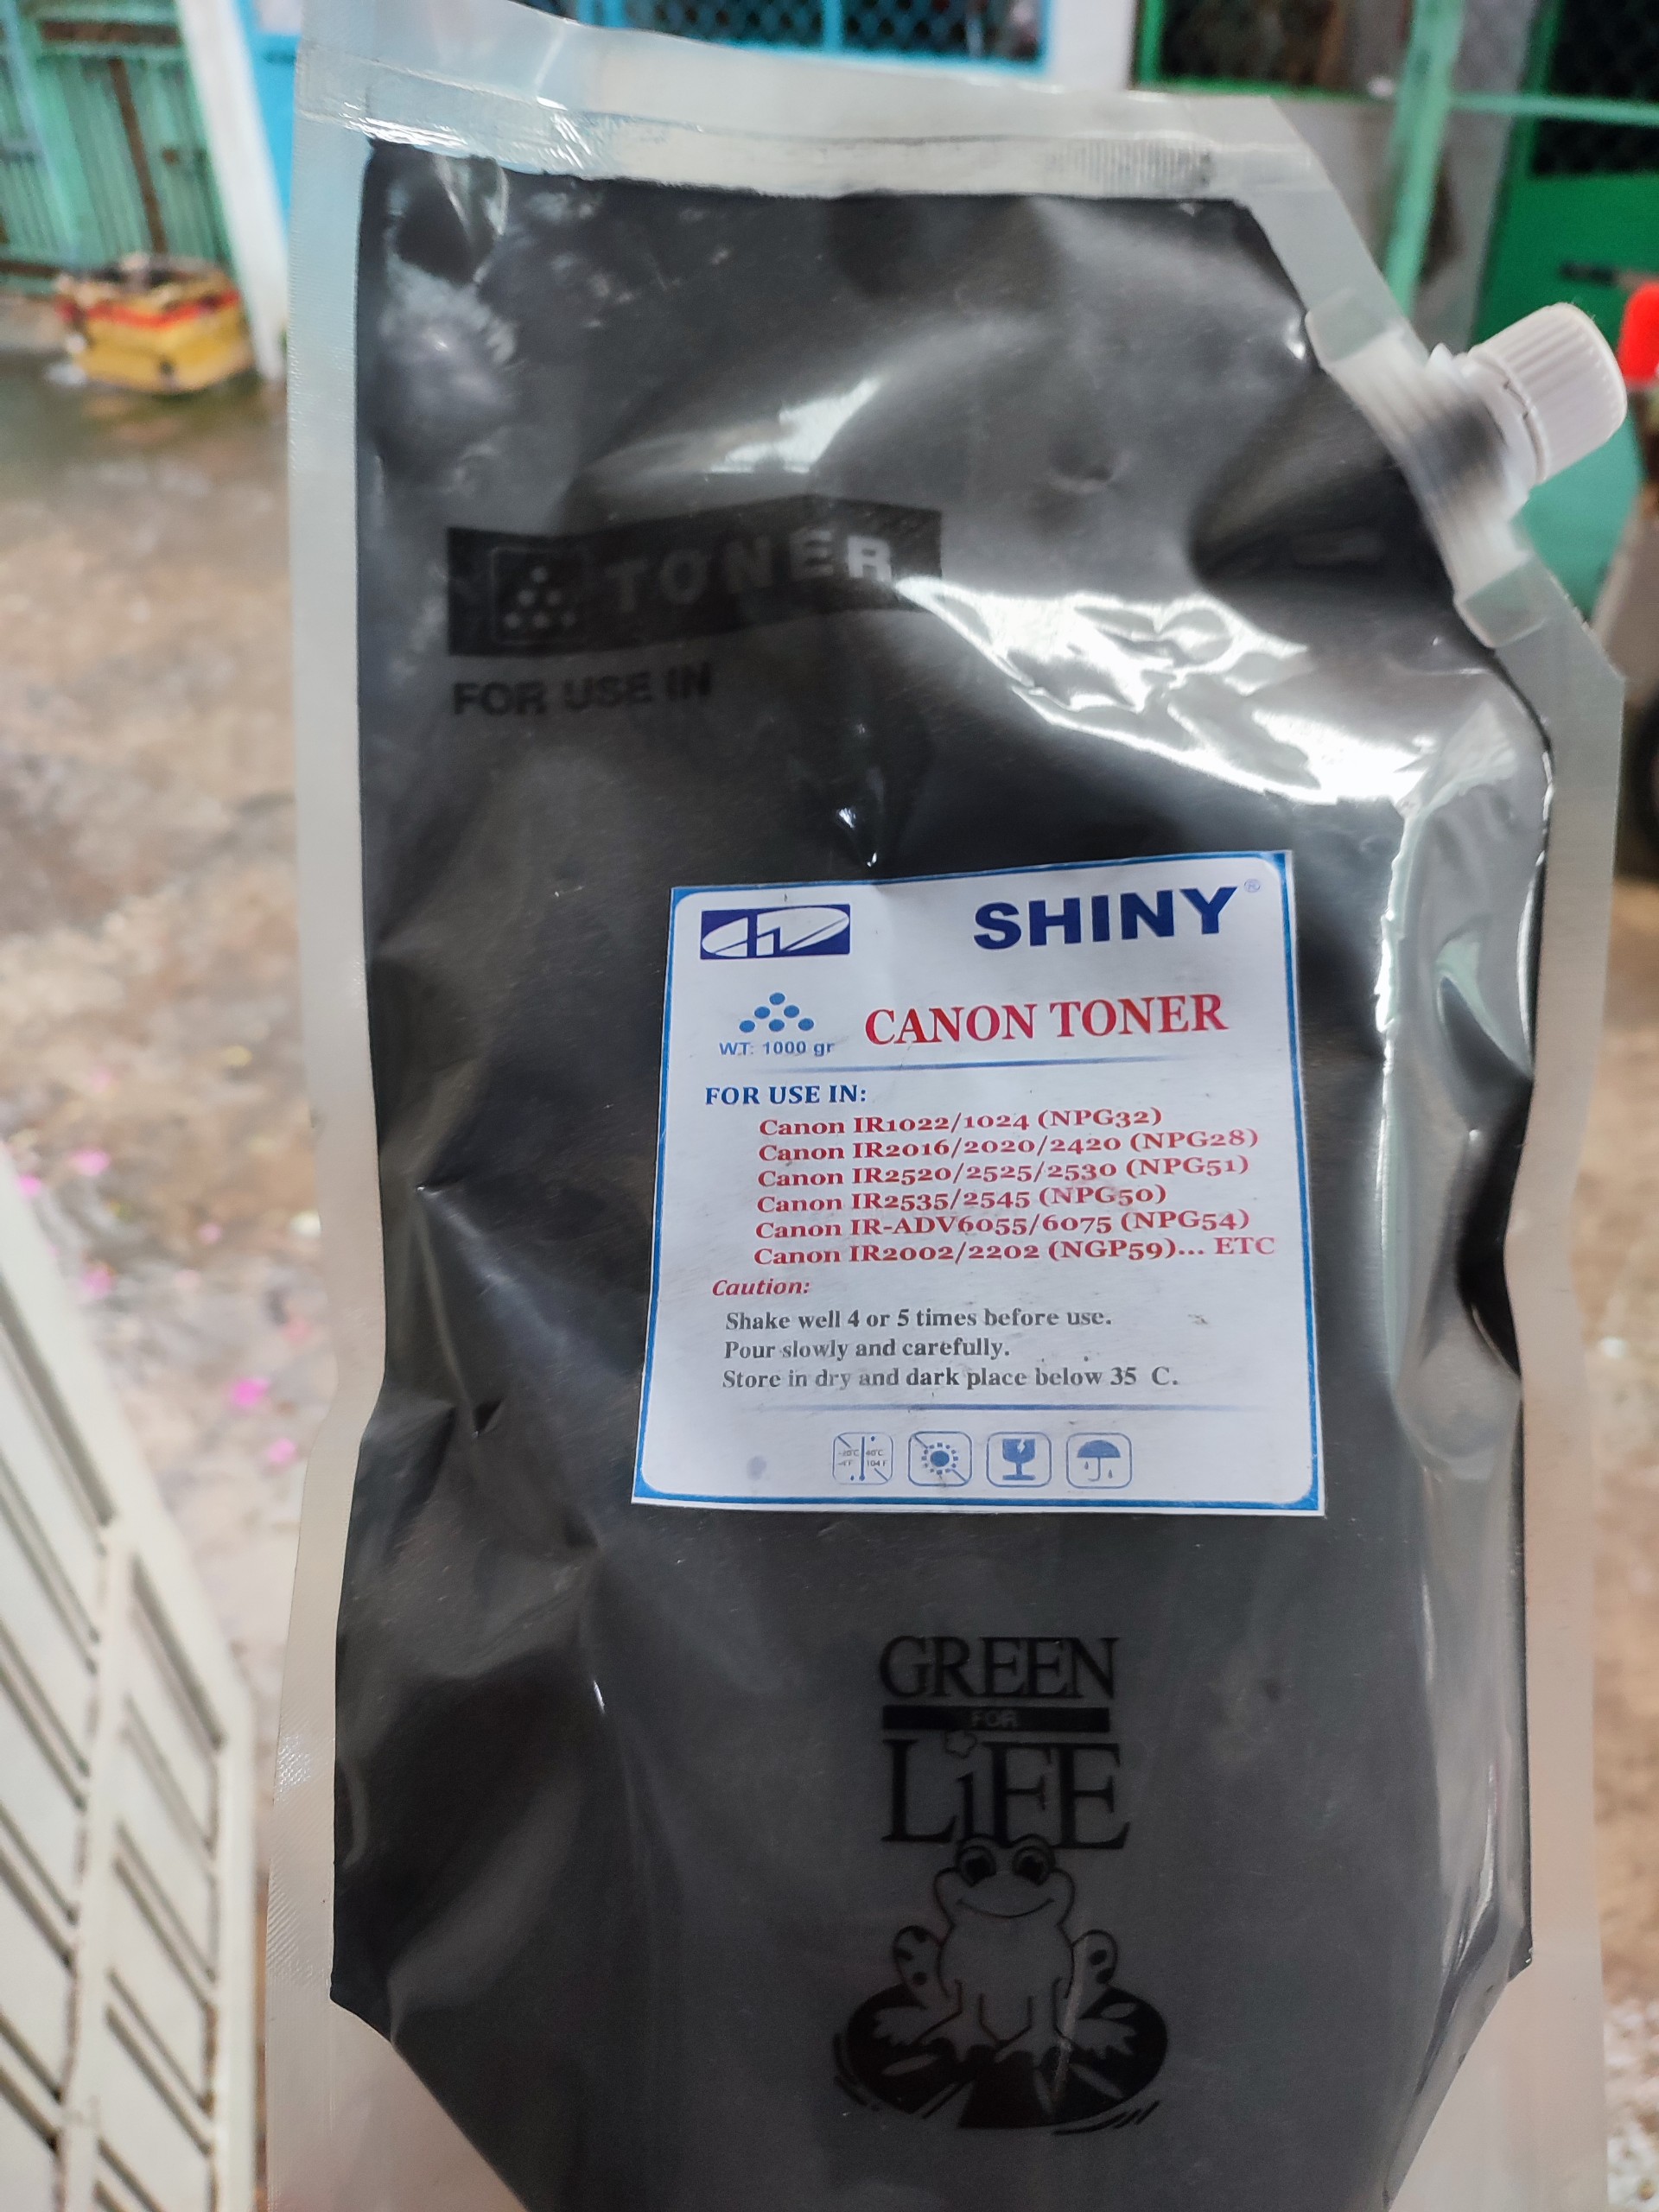 TONER
FOR USE IN
SHINY®
WT: 1000 gr
CANON TONER
FOR USE IN:
Canon IR1022/1024 (NPG32)
Canon IR2016/2020/2420 (NPG28)
Canon IR2520/2525/2530 (NPG51)
Canon IR2535/2545 (NPG50)
Canon IR-ADV6055/6075 (NPG54)
Canon IR2002/2202 (NGP59)... ETC
Caution:
Shake well 4 or 5 times before use.
Pour slowly and carefully.
Store in dry and dark place below 35 C.
40°C
104 F
GREEN
FOR
LiFE